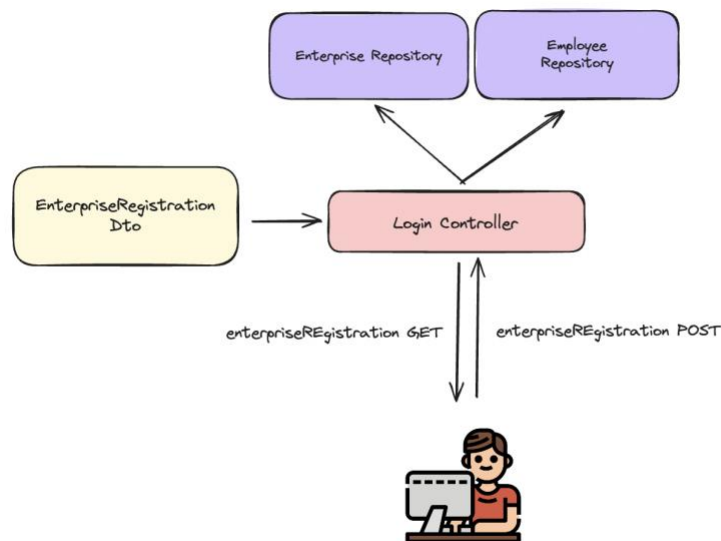 Enterprise Repository
Employee
Repository
EnterpriseRegistration
Dto
Login Controller
enterpriseREgistration GET
enterpriseREgistration POST